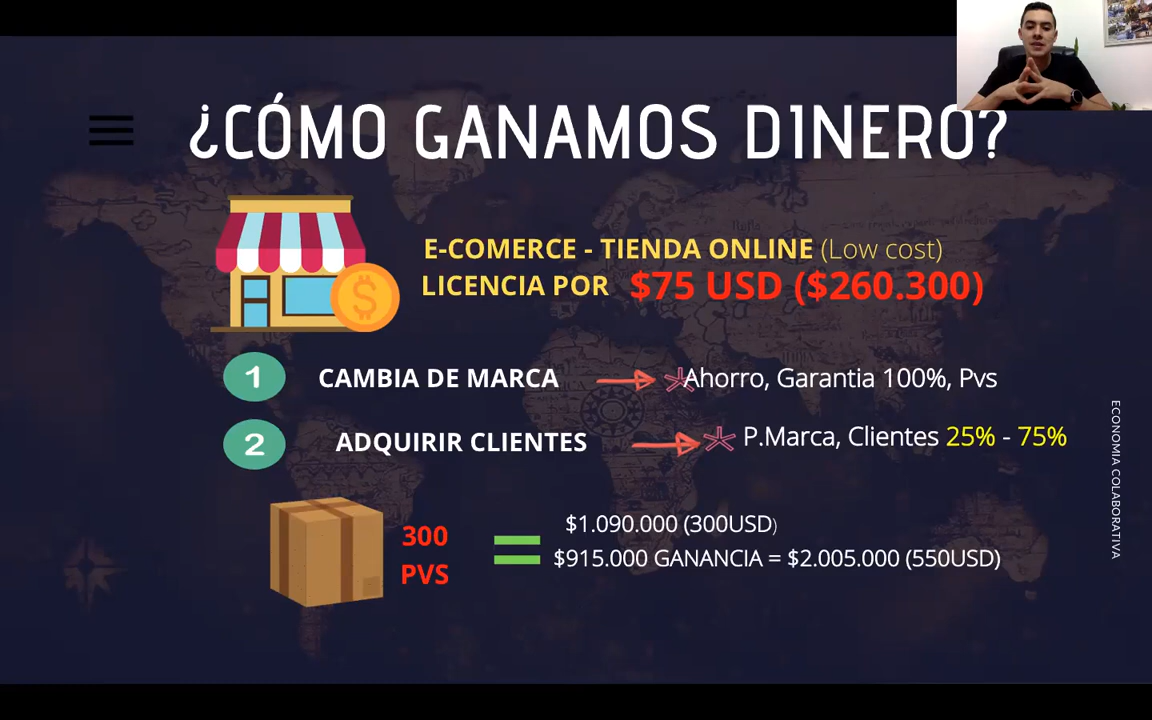 ¿CÓMO GANAMOS DINERO?
E-COMERCE - TIENDA ONLINE (Low cost)
LICENCIA POR $75 USD ($260.300)
1 CAMBIA DE MARCA Ahorro, Garantia 100%, Pvs
2 ADQUIRIR CLIENTES P.Marca, Clientes 25% - 75%
300
PVS
$1.090.000 (300USD)
$915.000 GANANCIA = $2.005.000 (550USD)
ECONOMIA COLABORATIVA